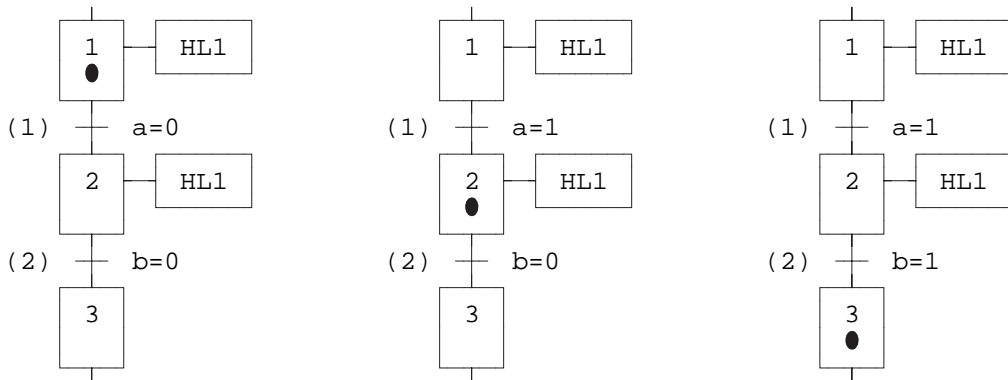 1 HL1 1 HL1 1 HL1
(1) a=0 (1) a=1 (1) a=1
2 HL1 2 HL1 2 HL1
(2) b=0 (2) b=0 (2) b=1
3 3 3